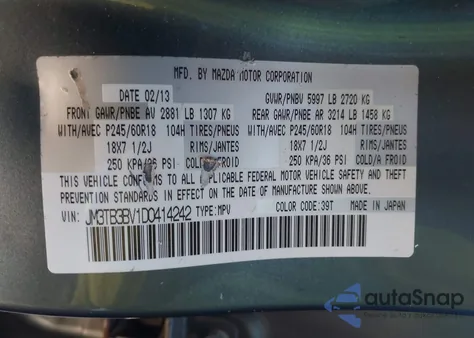 MFD. BY MAZDA MOTOR CORPORATION
DATE 02/13 GVWR/PNBV 5997 LB 2720 KG
FRONT GAWR/PNBE AV 2881 LB 1307 KG REAR GAWR/PNBE AR 3214 LB 1458 KG
WITH/AVEC P245/60R18 104H TIRES/PNEUS WITH/AVEC P245/60R18 104H TIRES/PNEUS
18X7 1/2J RIMS/JANTES 18X7 1/2J RIMS/JANTES
250 KPA/36 PSI COLD/A FROID 250 KPA/36 PSI COLD/A FROID
THIS VEHICLE CONFORMS TO ALL APPLICABLE FEDERAL MOTOR VEHICLE SAFETY AND THEFT
PREVENTION STANDARDS IN EFFECT ON THE DATE OF MANUFACTURE SHOWN ABOVE.
VIN: JM3TB3BV1D0414242 TYPE: MPV COLOR CODE: 39T MADE IN JAPAN
autoSnap